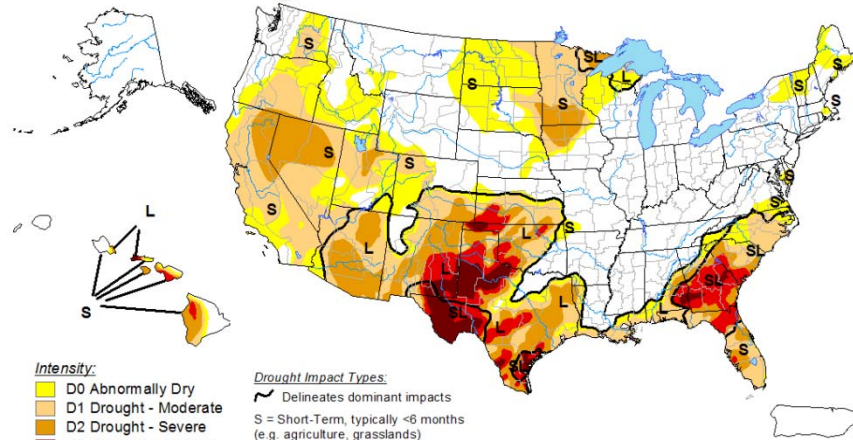 S
SL
L
S
S
S
S
S
S
S
S
S
S
S
L
L
S
L
S
SL
L
SL
SL
L
L
L
S
SL
S
Intensity:
D0 Abnormally Dry
D1 Drought - Moderate
D2 Drought - Severe
Drought Impact Types:
Delineates dominant impacts
S = Short-Term, typically <6 months
(e.g. agriculture, grasslands)